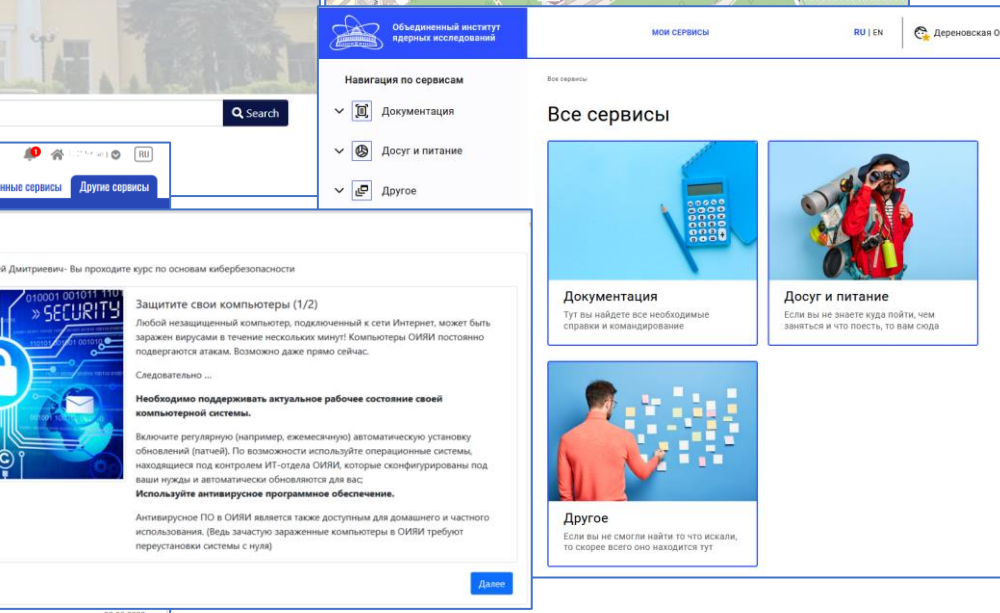 Объединенный институт
ядерных исследований
МОИ СЕРВИСЫ
RU | EN
Дереновская О
Навигация по сервисам
Документация
Досуг и питание
Другое
Все сервисы
Все сервисы
Документация
Тут вы найдете все необходимые
справки и командирование
Досуг и питание
Если вы не знаете куда пойти, чем
заняться и что поесть, то вам сюда
Другое
Если вы не смогли найти то что искали,
то скорее всего оно находится тут
Search
1
RU
нные сервисы
Другие сервисы
й Дмитриевич- Вы проходите курс по основам кибербезопасности
010001 001011 1101
» SECURITY
Защитите свои компьютеры (1/2)
Любой незащищенный компьютер, подключенный к сети Интернет, может быть
заражен вирусами в течение нескольких минут! Компьютеры ОИЯИ постоянно
подвергаются атакам. Возможно даже прямо сейчас.
Следовательно ...
Необходимо поддерживать актуальное рабочее состояние своей
компьютерной системы.
Включите регулярную (например, ежемесячную) автоматическую установку
обновлений (патчей). По возможности используйте операционные системы,
находящиеся под контролем ИТ-отдела ОИЯИ, которые сконфигурированы под
ваши нужды и автоматически обновляются для вас;
Используйте антивирусное программное обеспечение.
Антивирусное ПО в ОИЯИ является также доступным для домашнего и частного
использования. (Ведь зачастую зараженные компьютеры в ОИЯИ требуют
переустановки системы с нуля)
Далее